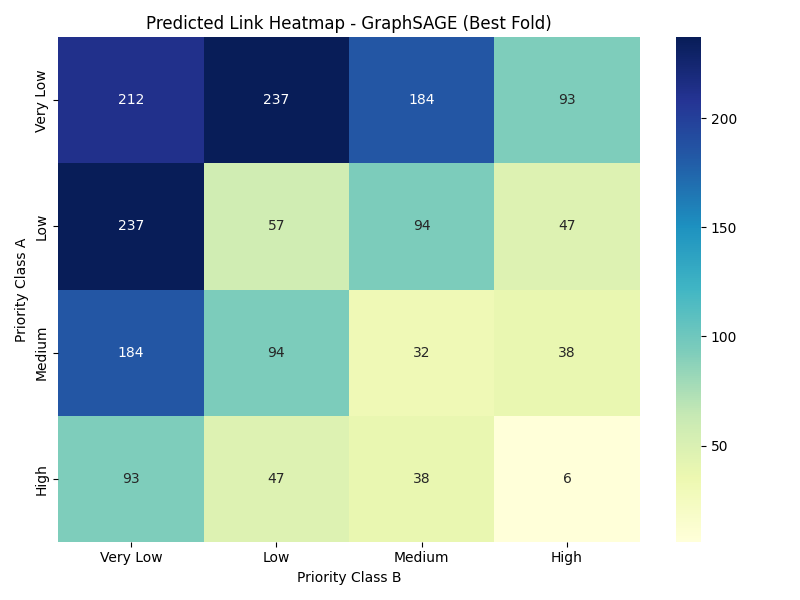 Predicted Link Heatmap - GraphSAGE (Best Fold)
Priority Class A
Very Low
212 237 184 93
Low
237 57 94 47
Medium
184 94 32 38
High
93 47 38 6
Very Low Low Medium High
Priority Class B
200
150
100
50